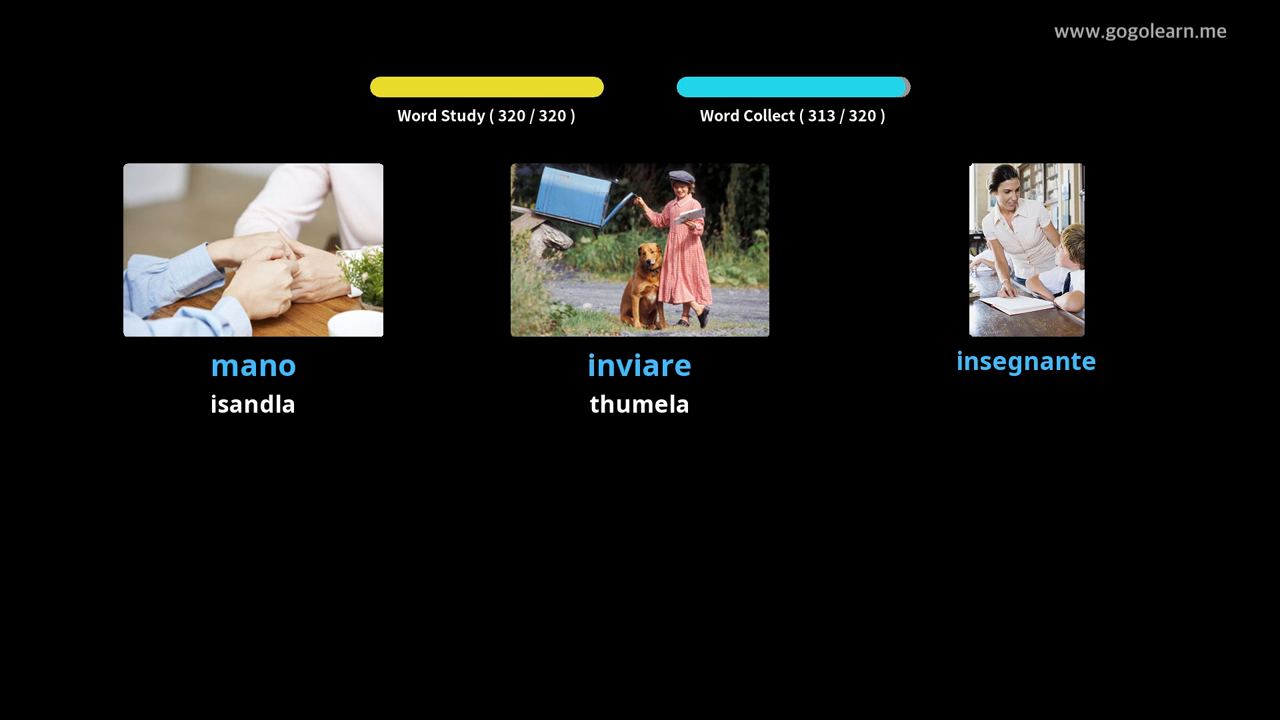 www.gogolearn.me
Word Study ( 320 / 320 )
Word Collect ( 313 / 320 )
mano
inviare
insegnante
isandla
thumela